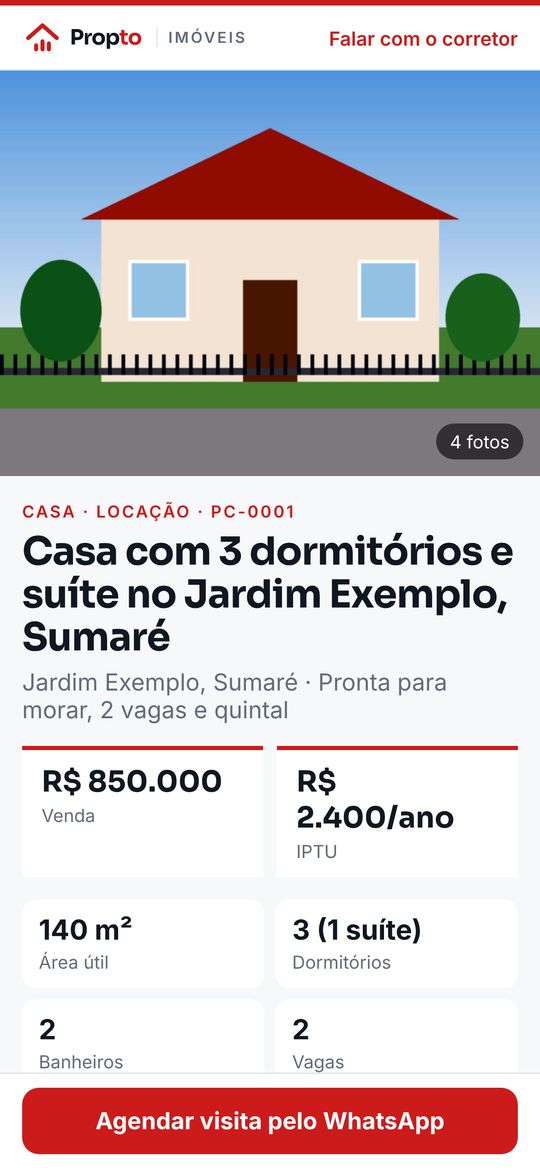 Propto IMÓVEIS Falar com o corretor
4 fotos
CASA · LOCAÇÃO · PC-0001
Casa com 3 dormitórios e
suíte no Jardim Exemplo,
Sumaré
Jardim Exemplo, Sumaré · Pronta para
morar, 2 vagas e quintal
R$ 850.000
Venda
R$
2.400/ano
IPTU
140 m²
Área útil
3 (1 suíte)
Dormitórios
2
Banheiros
2
Vagas
Agendar visita pelo WhatsApp